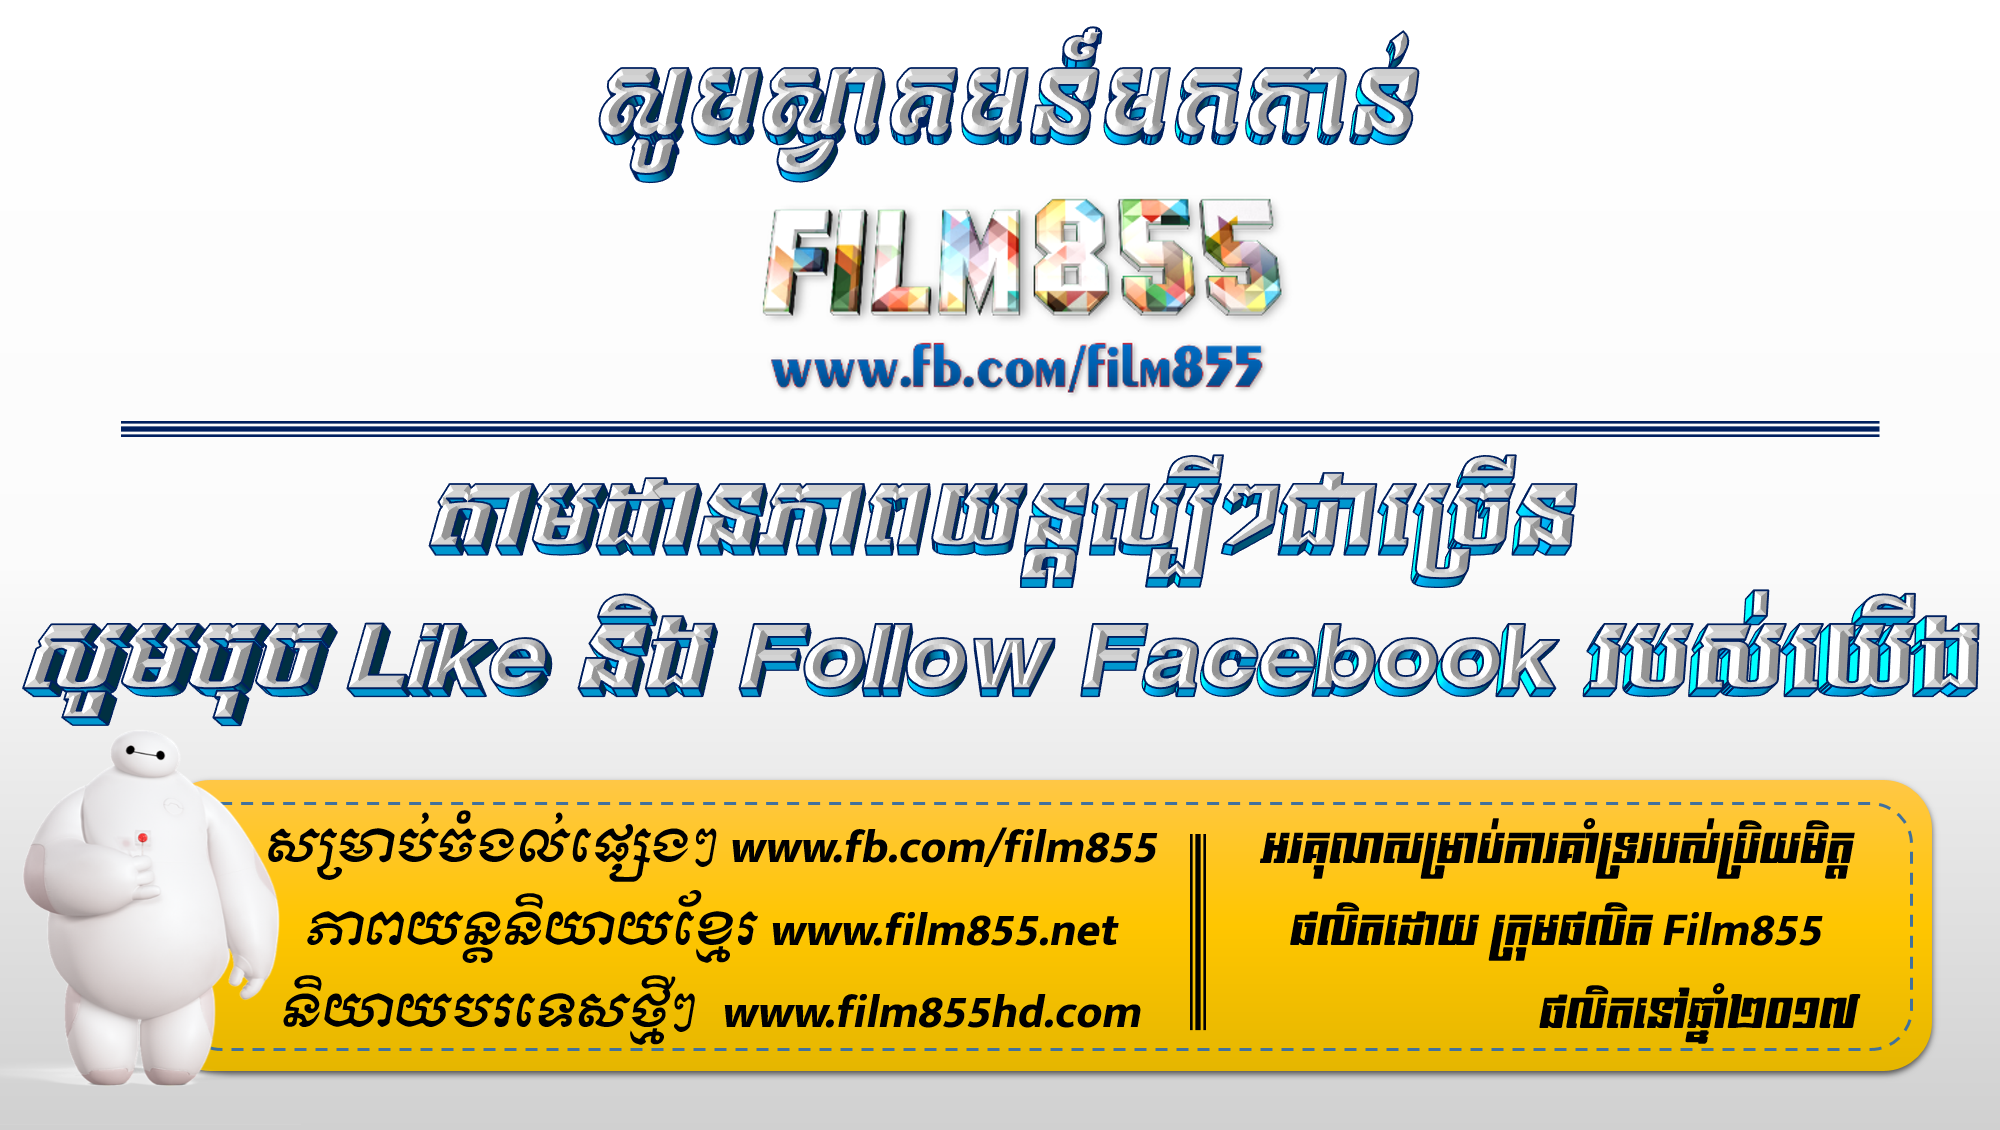 សូមស្វាគមន៍មកកាន់
FILM855
www.fb.com/film855
តាមដានភាពយន្តល្បីៗជាច្រើន
សូមចុច Like និង Follow Facebook របស់យើង
សម្រាប់ចំងល់ផ្សេងៗ www.fb.com/film855
ភាពយន្តនិយាយខ្មែរ www.film855.net
និយាយបរទេសថ្មីៗ www.film855hd.com
អរគុណសម្រាប់ការគាំទ្ររបស់ប្រិយមិត្ត
ផលិតដោយ ក្រុមផលិត Film855
ផលិតនៅឆ្នាំ២០១៧